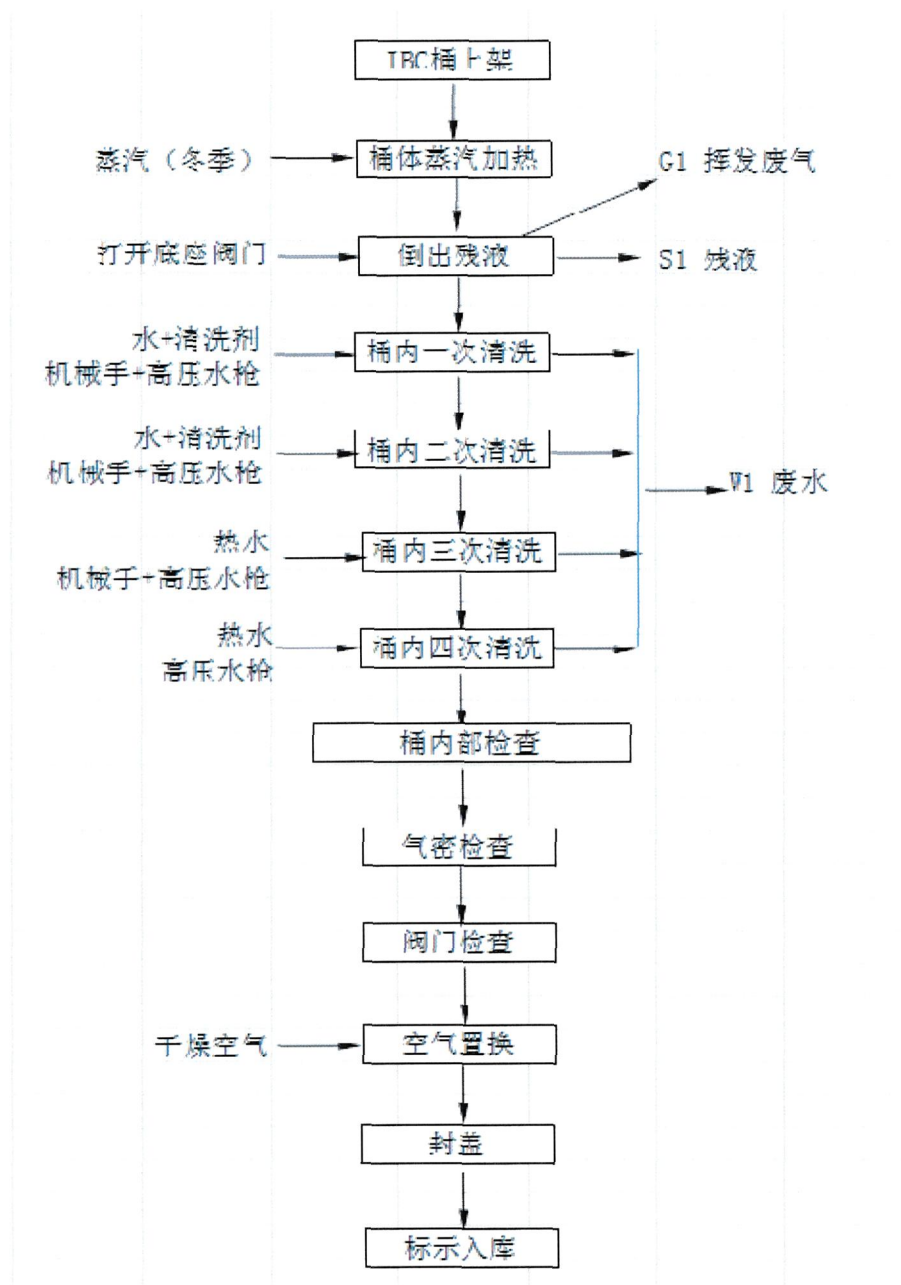 IBC桶上架
蒸汽（冬季）
桶体蒸汽加热
G1 挥发废气
打开底座阀门
倒出残液
S1 残液
水+清洗剂
机械手+高压水枪
桶内一次清洗
水+清洗剂
机械手+高压水枪
桶内二次清洗
W1 废水
热水
机械手+高压水枪
桶内三次清洗
热水
高压水枪
桶内四次清洗
桶内部检查
气密检查
阀门检查
干燥空气
空气置换
封盖
标示入库